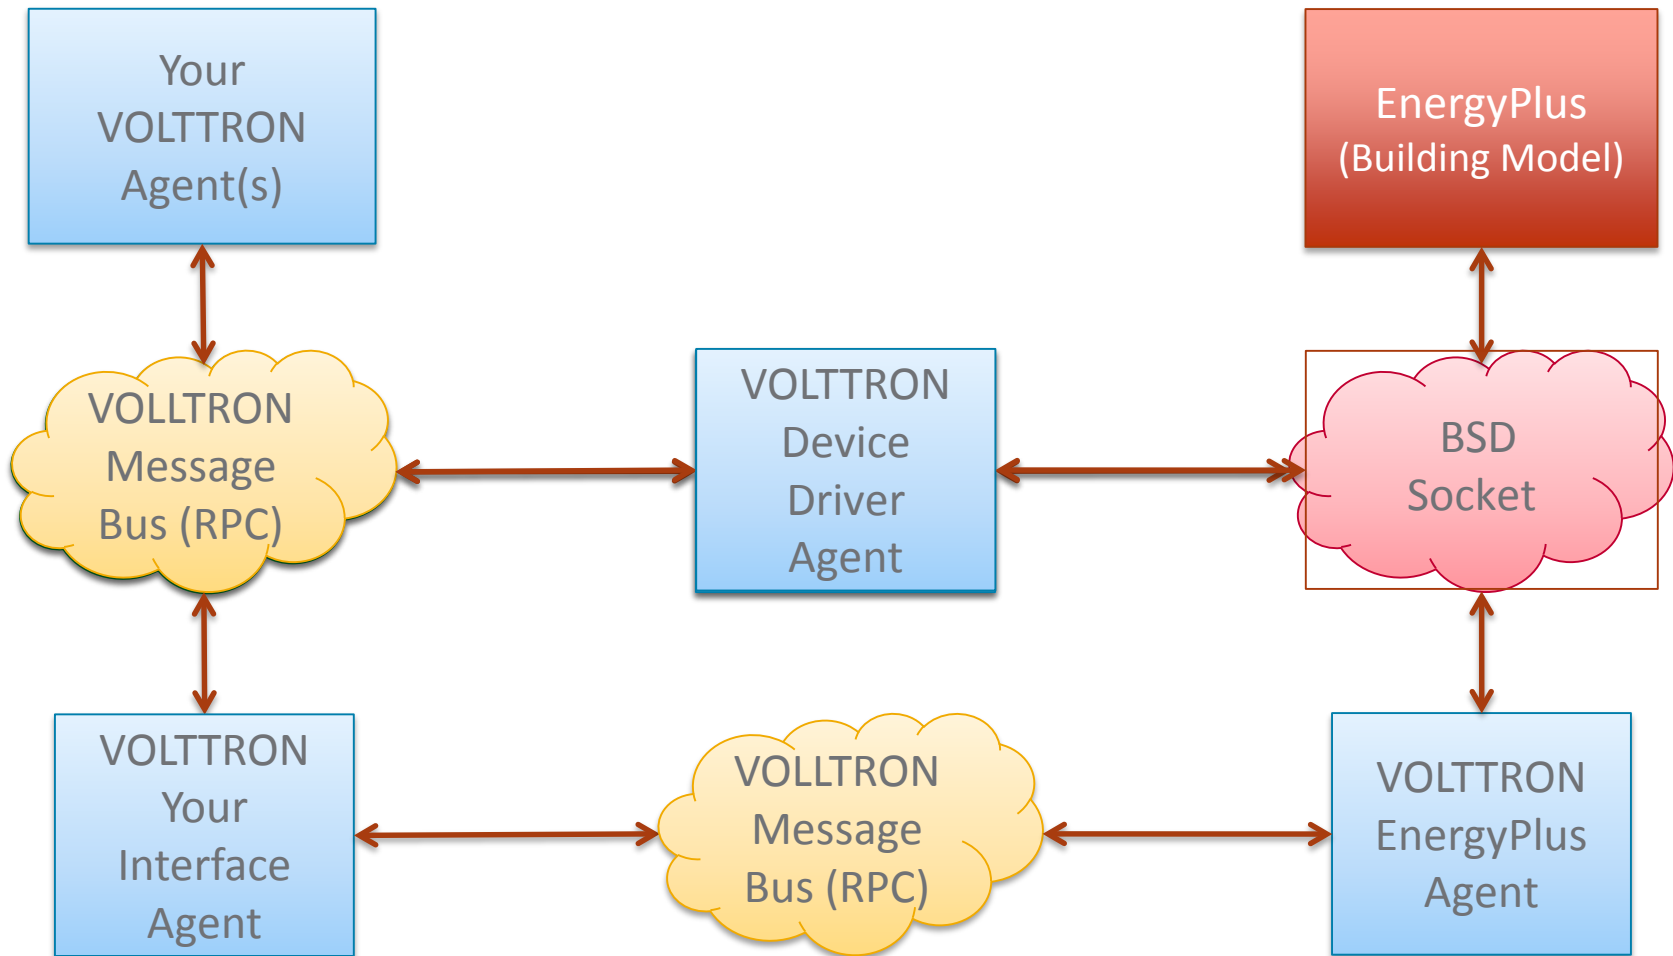 Your
VOLTTRON
Agent(s)
EnergyPlus
(Building Model)
VOLLTRON
Message
Bus (RPC)
VOLTTRON
Device
Driver
Agent
BSD
Socket
VOLTTRON
Your
Interface
Agent
VOLLTRON
Message
Bus (RPC)
VOLTTRON
EnergyPlus
Agent